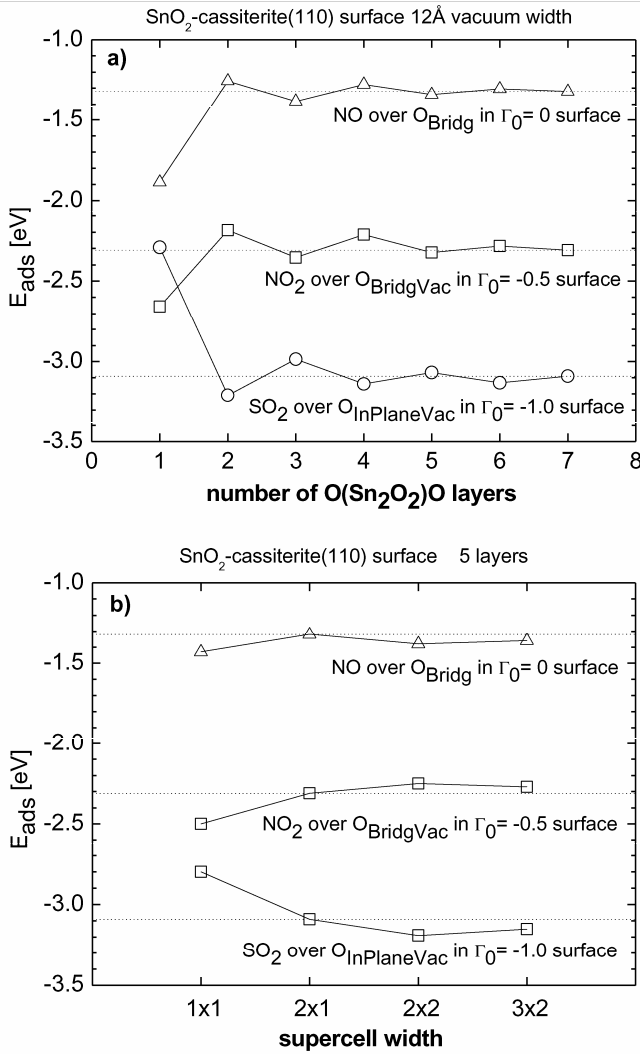 SnO2-cassiterite(110) surface 12Å vacuum width
a)
-1.0
-1.5
-2.0
-2.5
-3.0
-3.5
Eads [eV]
NO over OBridg in Γ0= 0 surface
NO2 over OBridgVac in Γ0= -0.5 surface
SO2 over OInPlaneVac in Γ0= -1.0 surface
0 1 2 3 4 5 6 7 8
number of O(Sn2O2)O layers
SnO2-cassiterite(110) surface 5 layers
b)
-1.0
-1.5
-2.0
-2.5
-3.0
-3.5
Eads [eV]
NO over OBridg in Γ0= 0 surface
NO2 over OBridgVac in Γ0= -0.5 surface
SO2 over OInPlaneVac in Γ0= -1.0 surface
1x1 2x1 2x2 3x2
supercell width